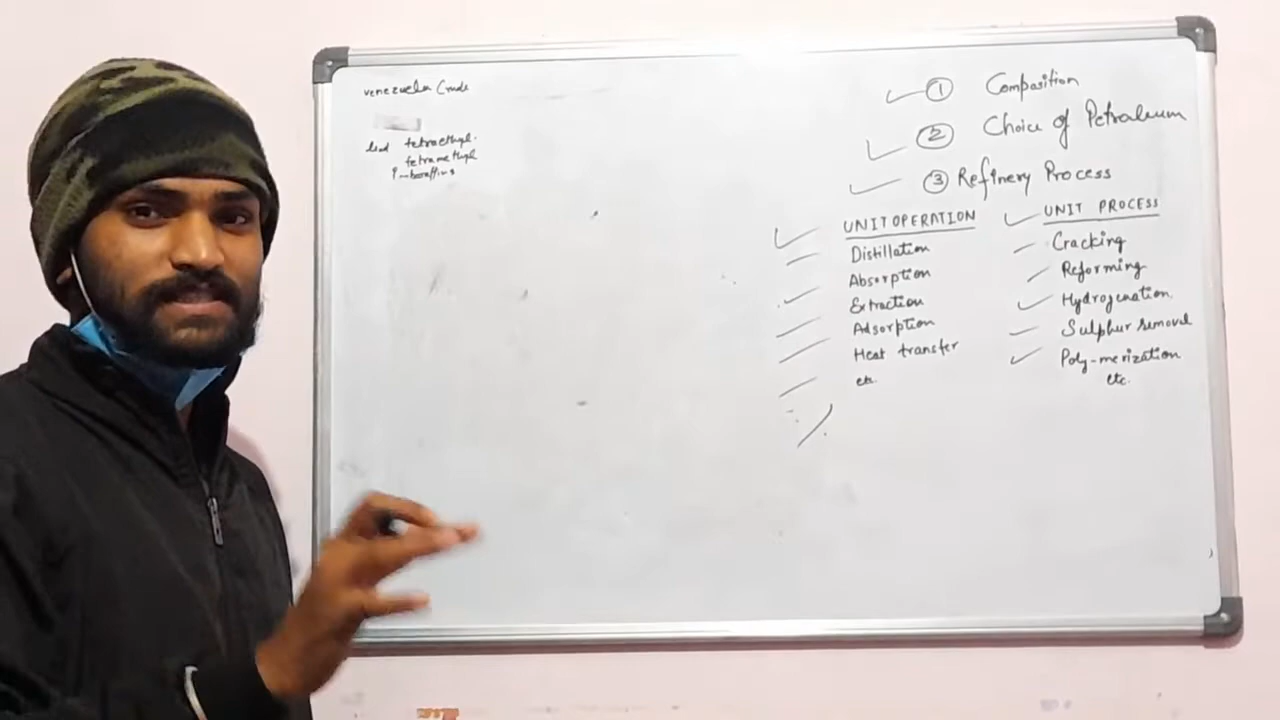 venezuela Crude
lead tetraethyl.
tetramethyl
① Composition
② Choice of Petraleum
③ Refinery Process
UNIT OPERATION
Distillation
Absorption
Extraction
Adsorption
Heat transfer
etc.
UNIT PROCESS
Cracking
Reforming
Hydrogenation
Sulphur removal
Poly-merization
etc.